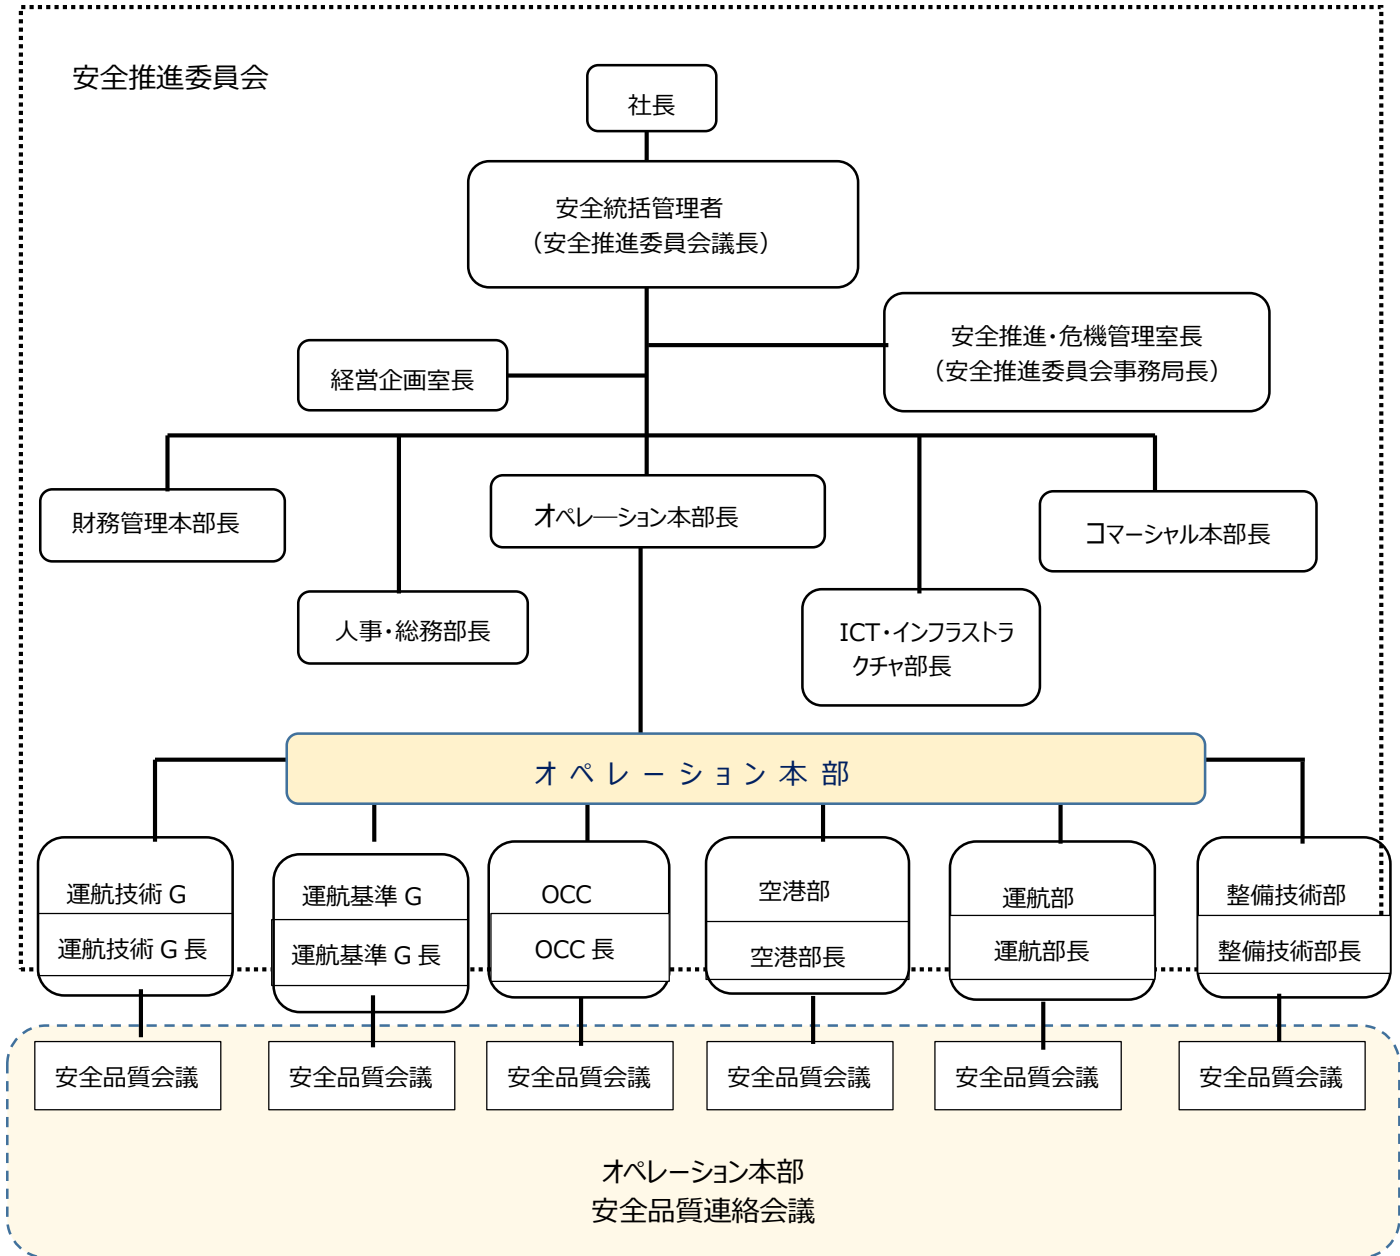 安全推進委員会
社長
安全統括管理者
（安全推進委員会議長）
安全推進・危機管理室長
（安全推進委員会事務局長）
経営企画室長
財務管理本部長
オペレーション本部長
コマーシャル本部長
人事・総務部長
ICT・インフラストラ
クチャ部長
オペレーション本部
運航技術 G
運航技術 G 長
運航基準 G
運航基準 G 長
OCC
OCC 長
空港部
空港部長
運航部
運航部長
整備技術部
整備技術部長
安全品質会議
安全品質会議
安全品質会議
安全品質会議
安全品質会議
安全品質会議
オペレーション本部
安全品質連絡会議